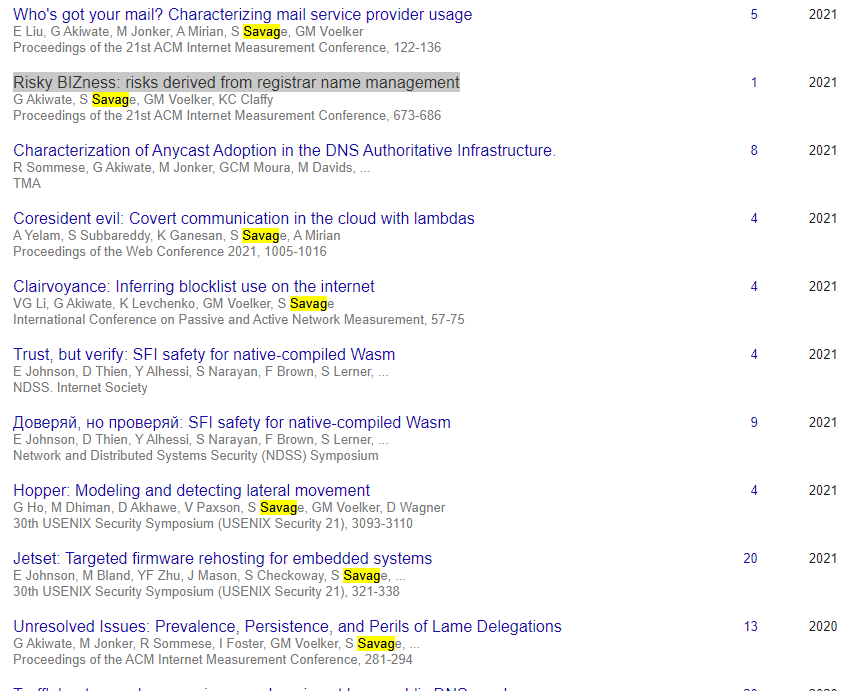 Who's got your mail? Characterizing mail service provider usage 5 2021
E Liu, G Akiwate, M Jonker, A Mirian, S Savage, GM Voelker
Proceedings of the 21st ACM Internet Measurement Conference, 122-136
Risky BIZness: risks derived from registrar name management 1 2021
G Akiwate, S Savage, GM Voelker, KC Claffy
Proceedings of the 21st ACM Internet Measurement Conference, 673-686
Characterization of Anycast Adoption in the DNS Authoritative Infrastructure. 8 2021
R Sommese, G Akiwate, M Jonker, GCM Moura, M Davids, ...
TMA
Coresident evil: Covert communication in the cloud with lambdas 4 2021
A Yelam, S Subbareddy, K Ganesan, S Savage, A Mirian
Proceedings of the Web Conference 2021, 1005-1016
Clairvoyance: Inferring blocklist use on the internet 4 2021
VG Li, G Akiwate, K Levchenko, GM Voelker, S Savage
International Conference on Passive and Active Network Measurement, 57-75
Trust, but verify: SFI safety for native-compiled Wasm 4 2021
E Johnson, D Thien, Y Alhessi, S Narayan, F Brown, S Lerner, ...
NDSS. Internet Society
Доверяй, но проверяй: SFI safety for native-compiled Wasm 9 2021
E Johnson, D Thien, Y Alhessi, S Narayan, F Brown, S Lerner, ...
Network and Distributed Systems Security (NDSS) Symposium
Hopper: Modeling and detecting lateral movement 4 2021
G Ho, M Dhiman, D Akhawe, V Paxson, S Savage, GM Voelker, D Wagner
30th USENIX Security Symposium (USENIX Security 21), 3093-3110
Jetset: Targeted firmware rehosting for embedded systems 20 2021
E Johnson, M Bland, YF Zhu, J Mason, S Checkoway, S Savage, ...
30th USENIX Security Symposium (USENIX Security 21), 321-338
Unresolved Issues: Prevalence, Persistence, and Perils of Lame Delegations 13 2020
G Akiwate, M Jonker, R Sommese, I Foster, GM Voelker, S Savage, ...
Proceedings of the ACM Internet Measurement Conference, 281-294